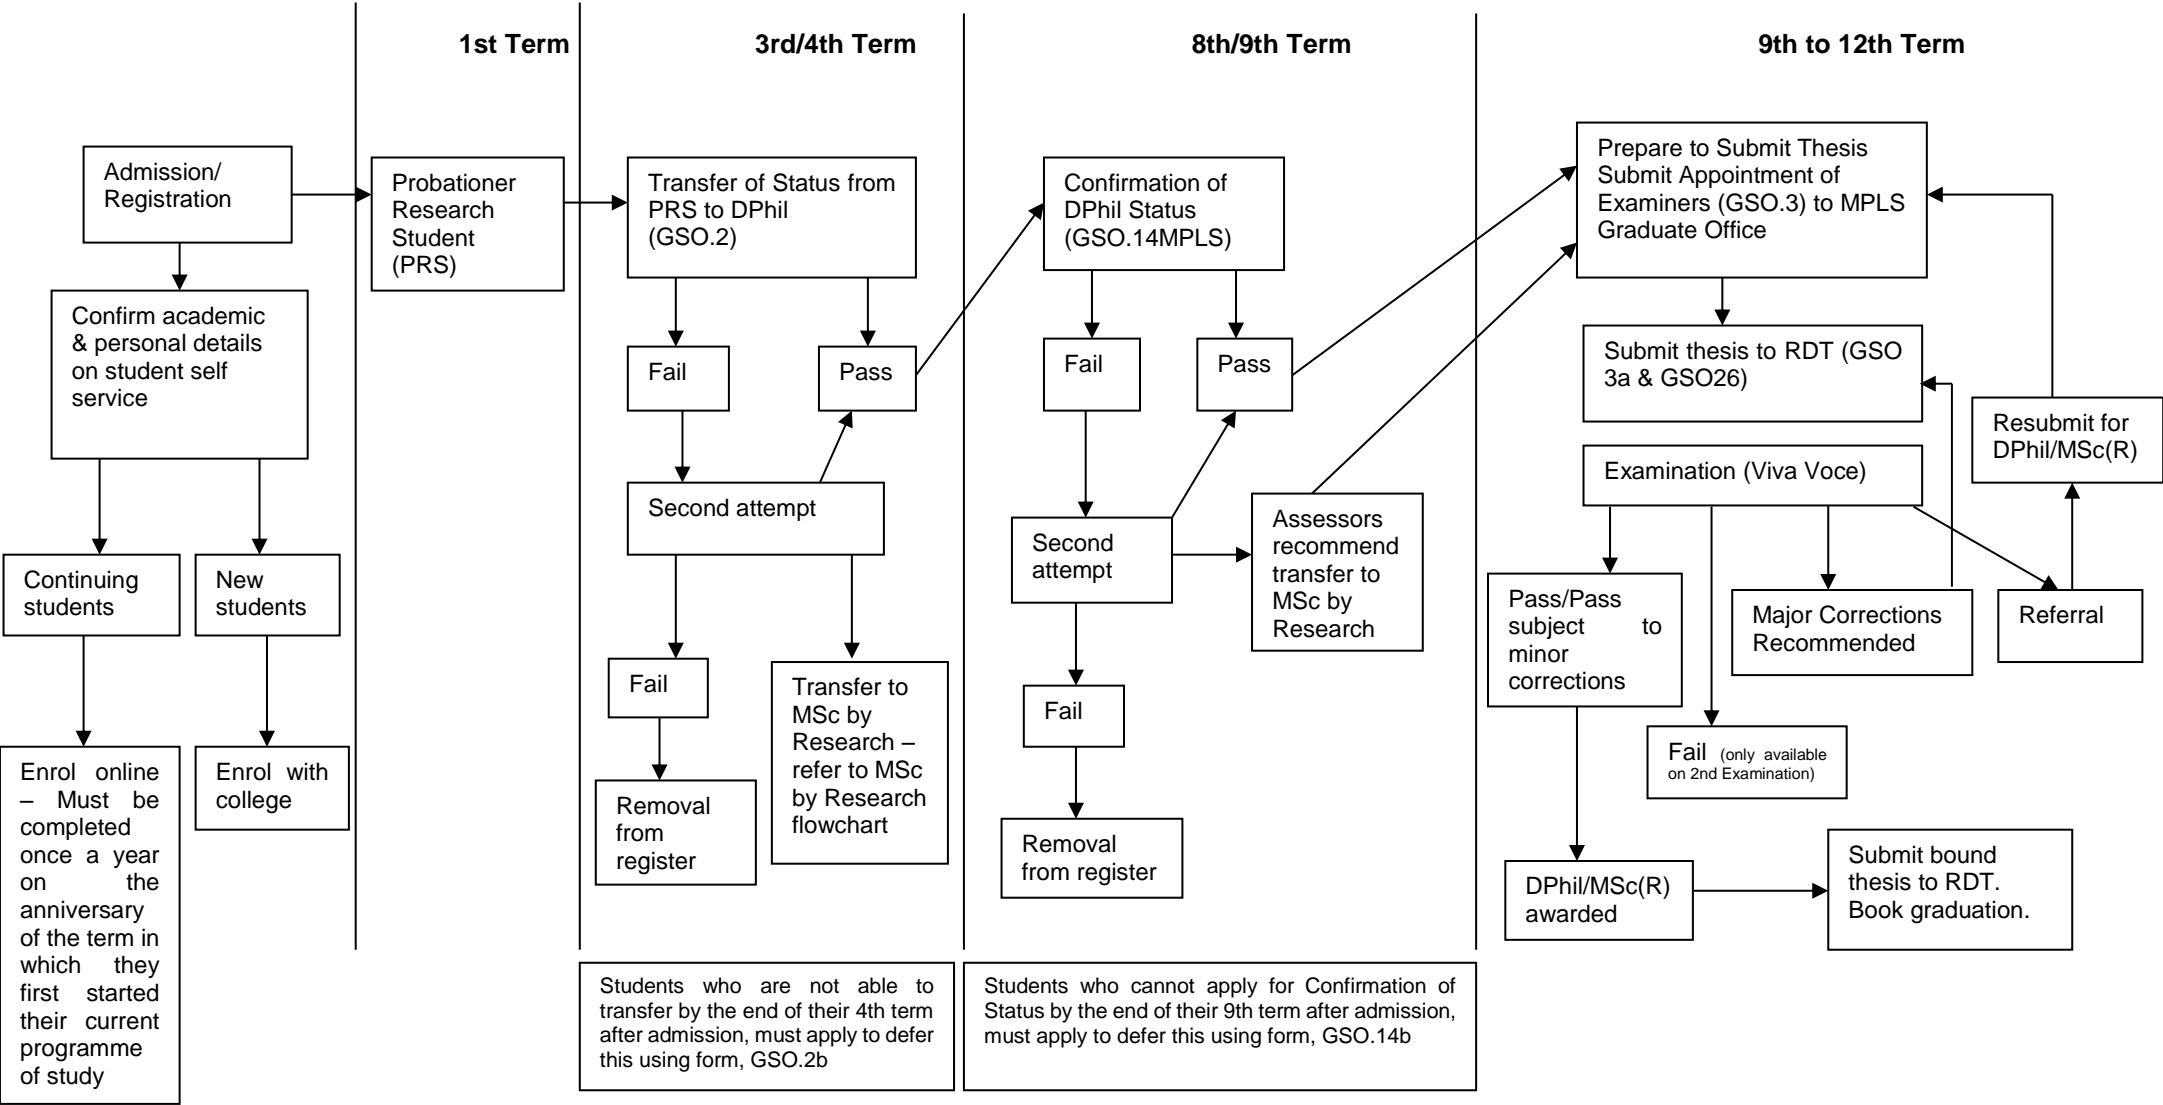 1st Term
3rd/4th Term
8th/9th Term
9th to 12th Term
Admission/
Registration
Confirm academic
& personal details
on student self
service
Continuing
students
New
students
Enrol online
– Must be
completed
once a year
on the
anniversary
of the term in
which they
first started
their current
programme
of study
Enrol with
college
Probationer
Research
Student
(PRS)
Transfer of Status from
PRS to DPhil
(GSO.2)
Fail
Pass
Second attempt
Fail
Removal
from
register
Transfer to
MSc by
Research –
refer to MSc
by Research
flowchart
Students who are not able to
transfer by the end of their 4th term
after admission, must apply to defer
this using form, GSO.2b
Confirmation of
DPhil Status
(GSO.14MPLS)
Fail
Pass
Second
attempt
Assessors
recommend
transfer to
MSc by
Research
Fail
Removal
from register
Students who cannot apply for Confirmation of
Status by the end of their 9th term after admission,
must apply to defer this using form, GSO.14b
Prepare to Submit Thesis
Submit Appointment of
Examiners (GSO.3) to MPLS
Graduate Office
Submit thesis to RDT (GSO
3a & GSO26)
Examination (Viva Voce)
Resubmit for
DPhil/MSc(R)
Pass/Pass
subject to
minor
corrections
Major Corrections
Recommended
Referral
Fail (only available
on 2nd Examination)
DPhil/MSc(R)
awarded
Submit bound
thesis to RDT.
Book graduation.